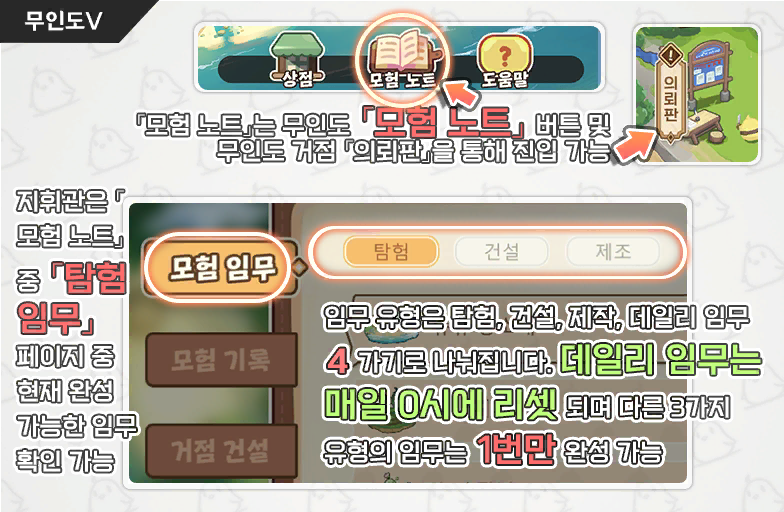 무인도V
상점
모험 노트
도움말
의뢰판
「모험 노트」는 무인도 「모험 노트」 버튼 및
무인도 거점 「의뢰판」을 통해 진입 가능
지휘관은 「
모험 노트」
중 「탐험
임무」
페이지 중
현재 완성
가능한 임무
확인 가능
모험 임무
탐험
건설
제조
모험 기록
거점 건설
임무 유형은 탐험, 건설, 제작, 데일리 임무
4 가기로 나눠집니다. 데일리 임무는
매일 0시에 리셋 되며 다른 3가지
유형의 임무는 1번만 완성 가능